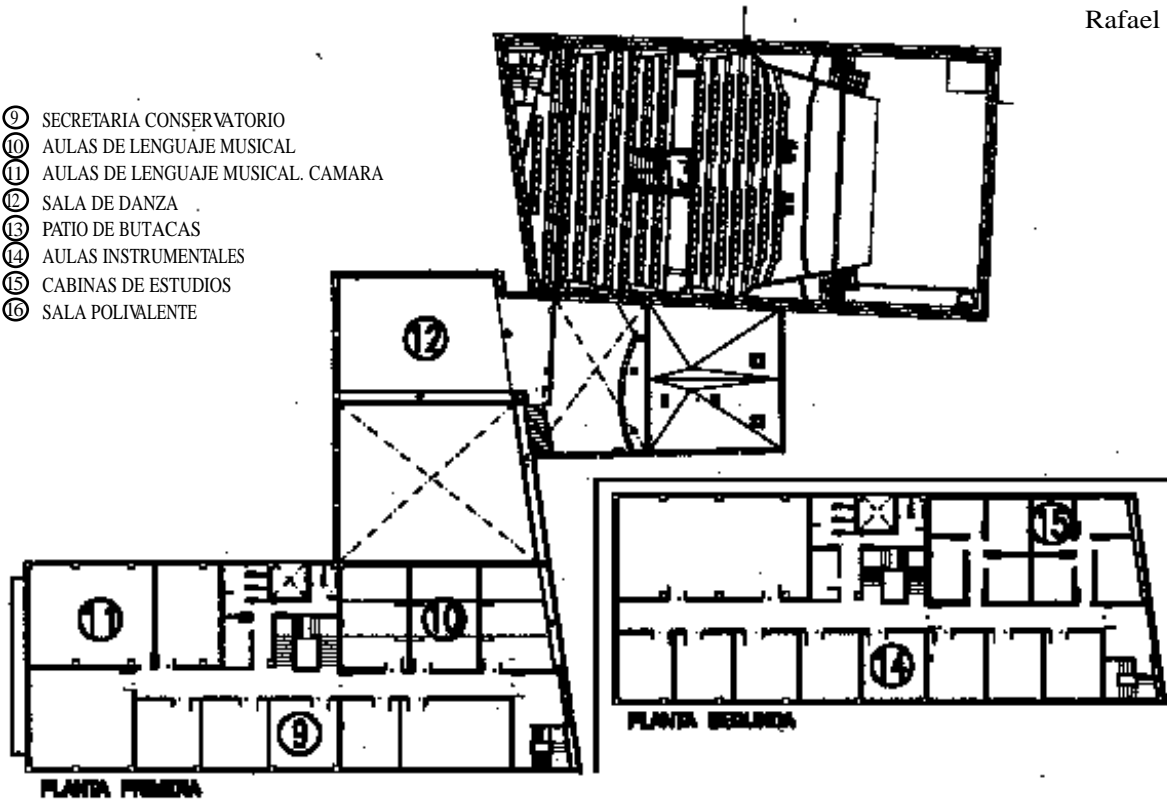 Rafael
9 SECRETARIA CONSERVATORIO
10 AULAS DE LENGUAJE MUSICAL
11 AULAS DE LENGUAJE MUSICAL. CAMARA
12 SALA DE DANZA
13 PATIO DE BUTACAS
14 AULAS INSTRUMENTALES
15 CABINAS DE ESTUDIOS
16 SALA POLIVALENTE
12
15
11
10
14
9
PLANTA SEGUNDA
PLANTA PRIMERA